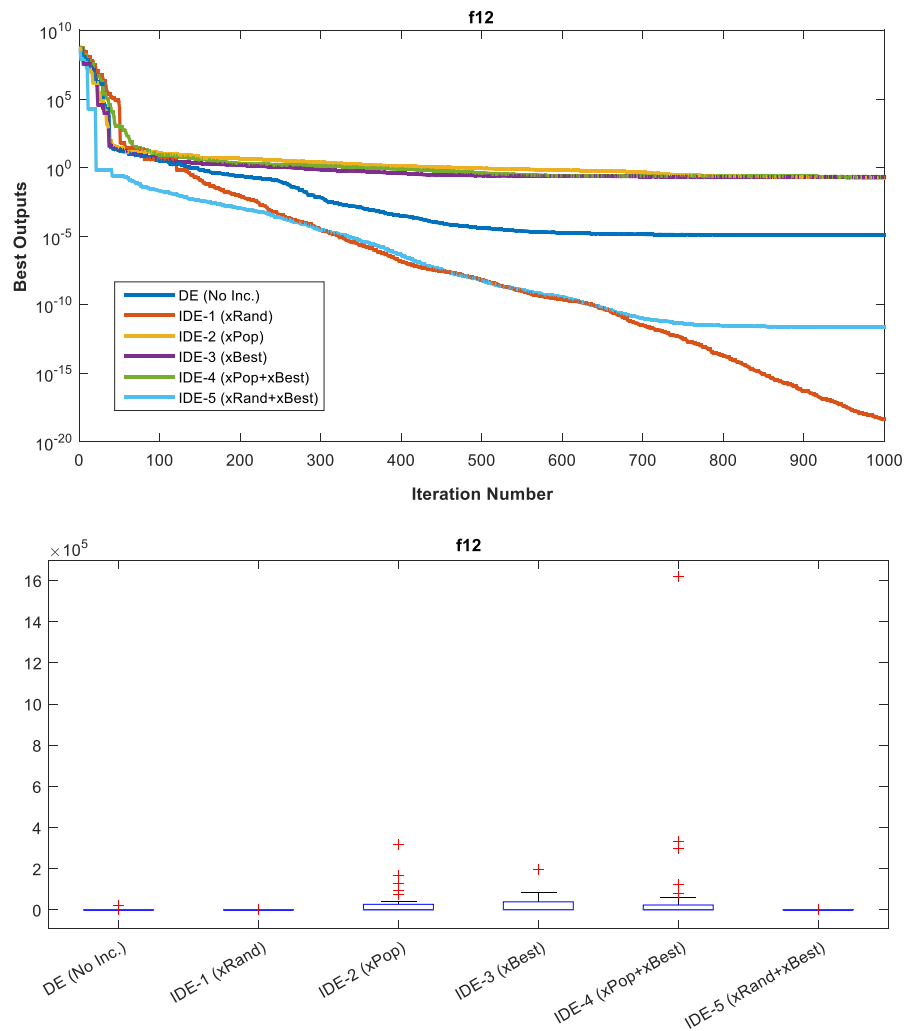 f12
10^10
10^5
10^0
10^-5
10^-10
10^-15
10^-20
Best Outputs
DE (No Inc.)
IDE-1 (xRand)
IDE-2 (xPop)
IDE-3 (xBest)
IDE-4 (xPop+xBest)
IDE-5 (xRand+xBest)
0 100 200 300 400 500 600 700 800 900 1000
Iteration Number
f12
×10^5
16
14
12
10
8
6
4
2
0
DE (No Inc.)
IDE-1 (xRand)
IDE-2 (xPop)
IDE-3 (xBest)
IDE-4 (xPop+xBest)
IDE-5 (xRand+xBest)